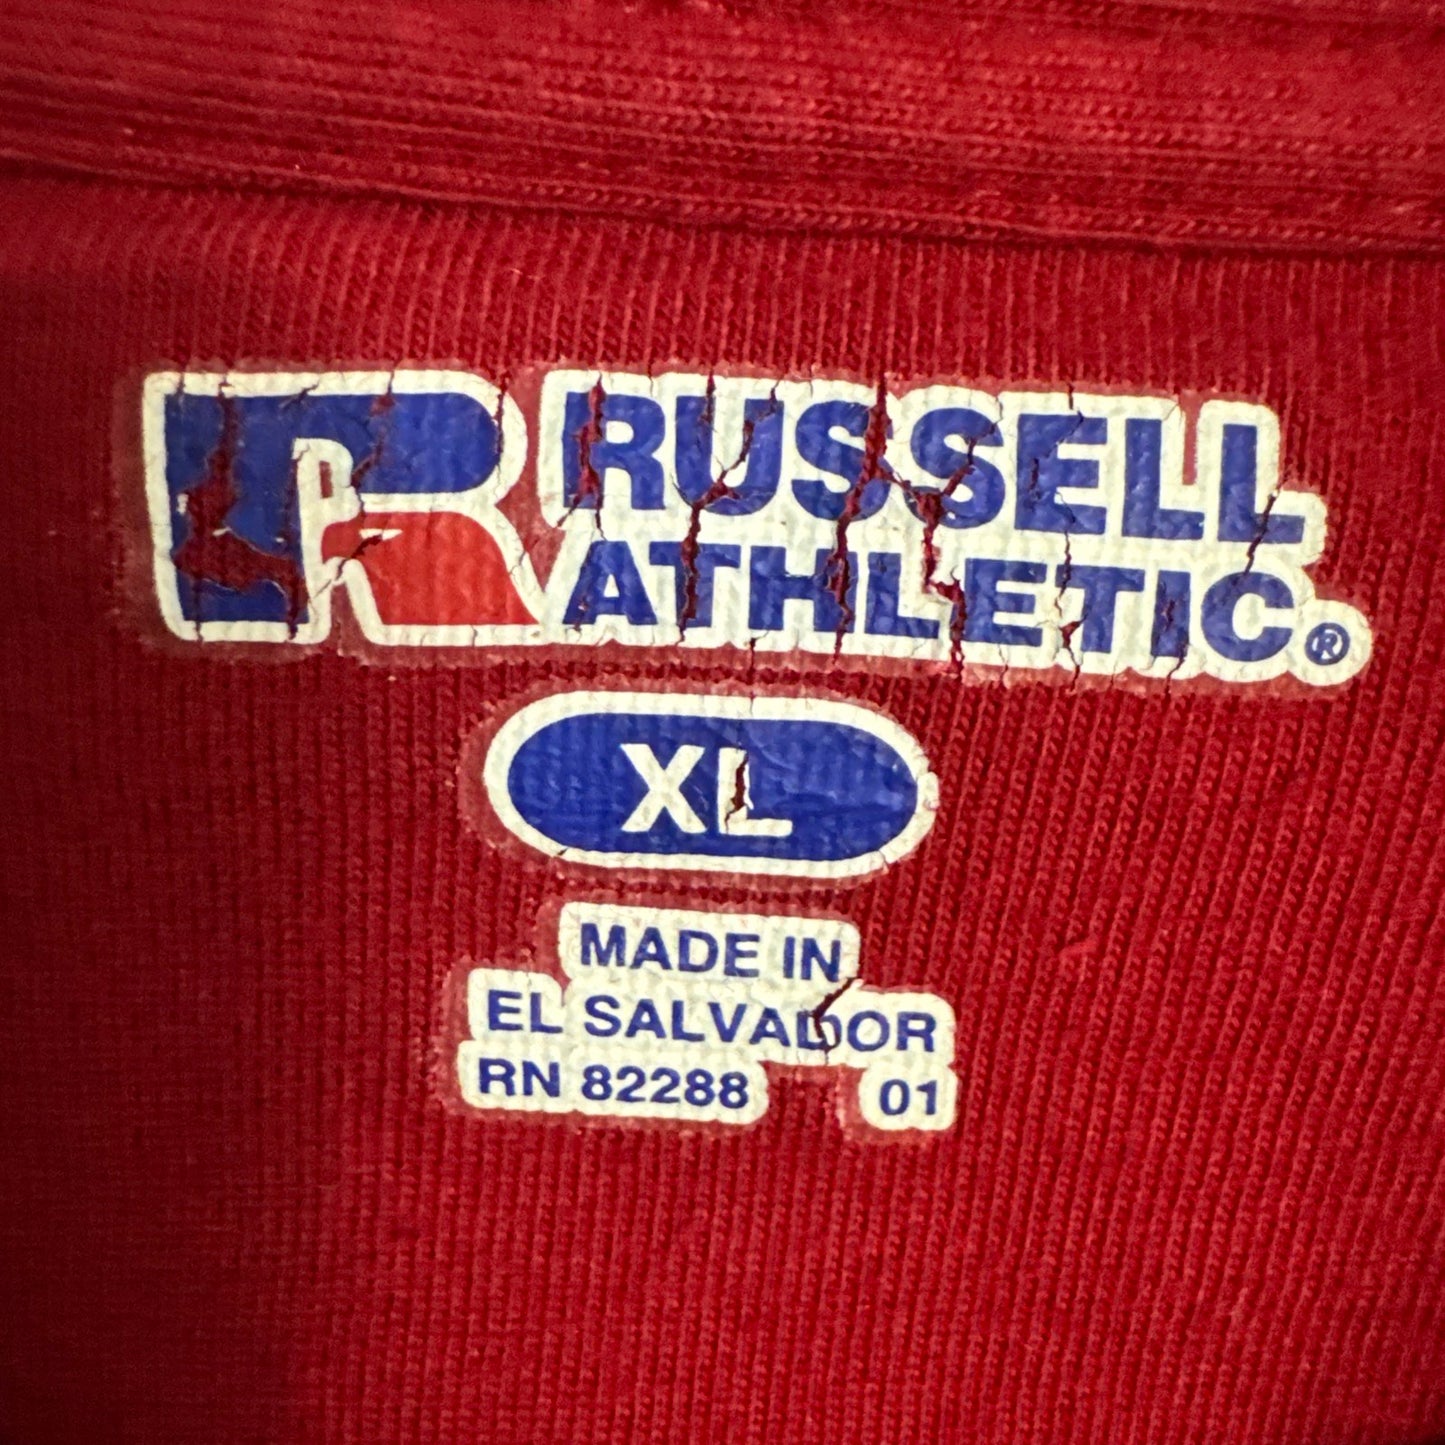 RUSSELL
ATHLETIC®
XL
MADE IN
EL SALVADOR
RN 82288 01